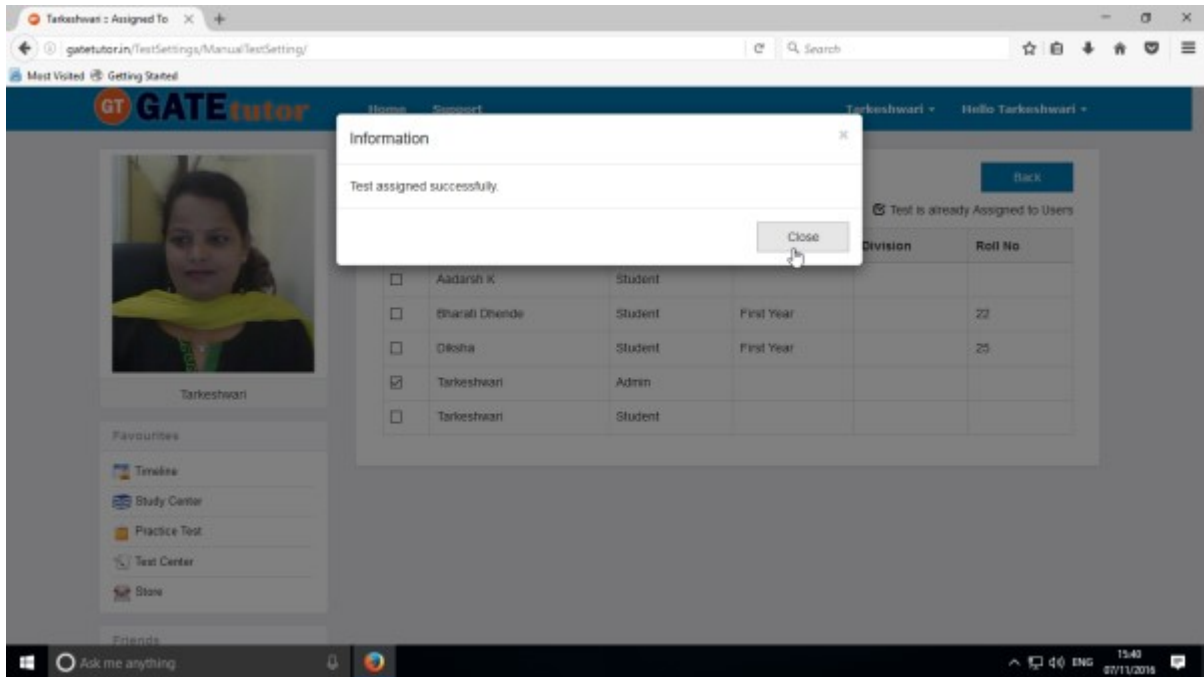 Tarkeshwari :: Assigned To
gatetutor.in/TestSettings/ManualTestSetting/
Search
Most Visited Getting Started
GT GATEtutor Home Support Tarkeshwari Hello Tarkeshwari
Information
Test assigned successfully.
Close
Back
Test is already Assigned to Users
Division Roll No
Aadarsh K Student
Bharati Dhende Student First Year 22
Diksha Student First Year 25
Tarkeshwari Admin
Tarkeshwari Student
Tarkeshwari
Favourites
Timeline
Study Center
Practice Test
Test Center
Store
Friends
Ask me anything
ENG
15:40
07/11/2016